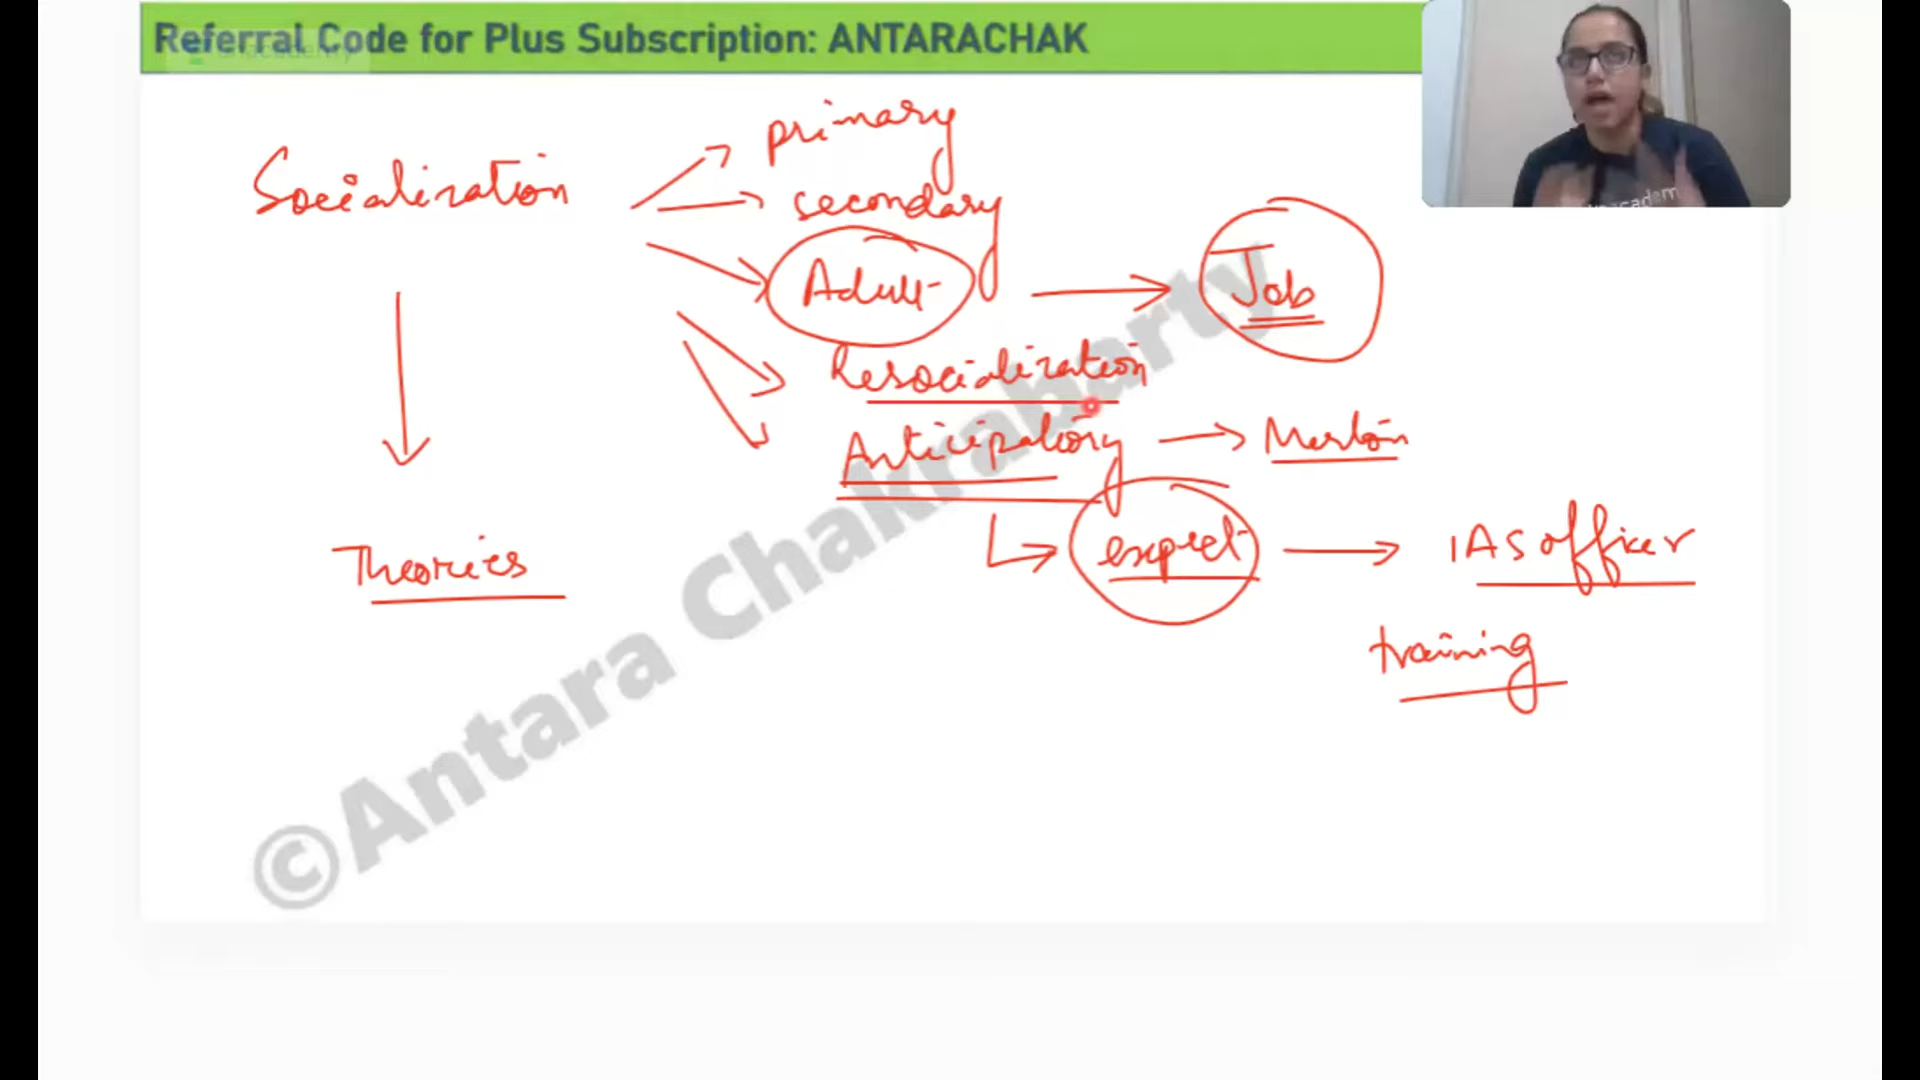 Referral Code for Plus Subscription: ANTARACHAK
Socialization
primary
secondary
Adult
Job
Resocialization
Anticipatory
Merton
expect
IAS officer
Theories
training
©Antara Chakrabarty